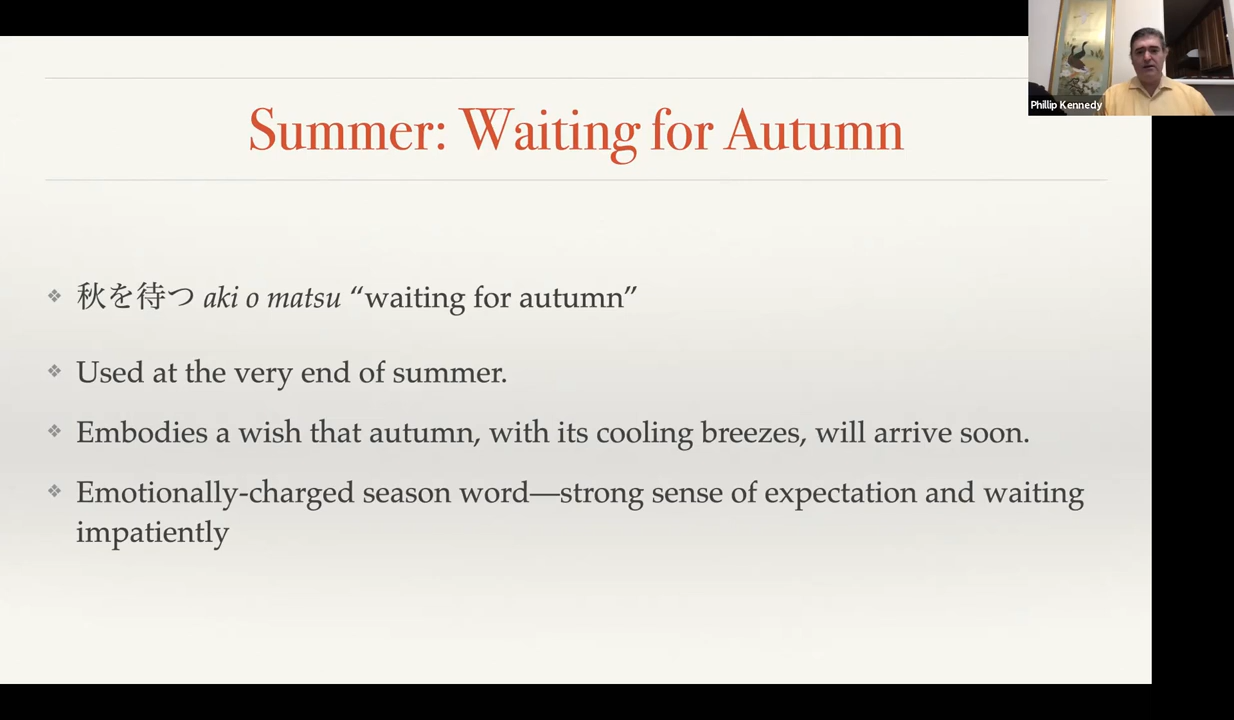 Summer: Waiting for Autumn
Phillip Kennedy
秋を待つ aki o matsu “waiting for autumn”
Used at the very end of summer.
Embodies a wish that autumn, with its cooling breezes, will arrive soon.
Emotionally-charged season word—strong sense of expectation and waiting
impatiently